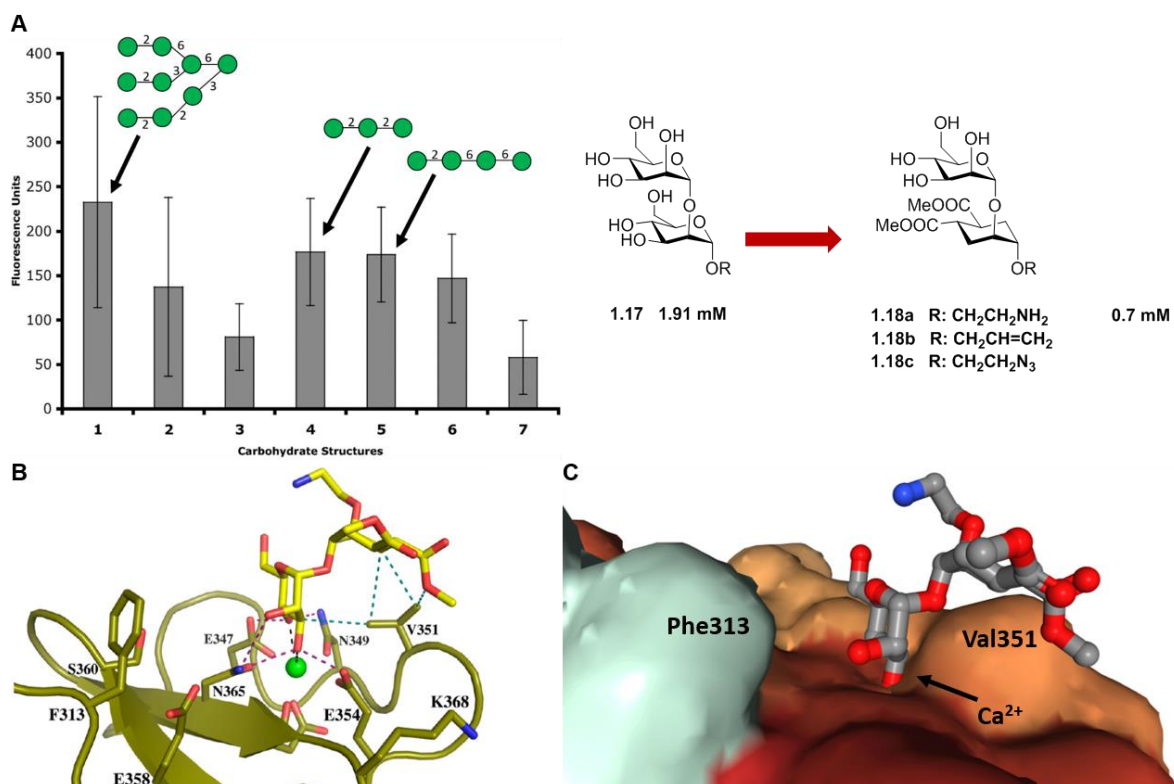 A
400
350
300
250
200
150
100
50
0
Fluorescence Units
1 2 3 4 5 6 7
Carbohydrate Structures
2 6
2 3 6
2 2 3
2 2
2 6 6
OH
OH
HO
HO
O
OH
O
HO
HO
O
OR
1.17 1.91 mM
OH
OH
HO
HO
O
MeOOC
MeOOC
O
OR
1.18a R: CH₂CH₂NH₂ 0.7 mM
1.18b R: CH₂CH=CH₂
1.18c R: CH₂CH₂N₃
B
E347
N349
V351
S360
N365
F313
E354
K368
E358
C
Phe313
Val351
Ca²⁺